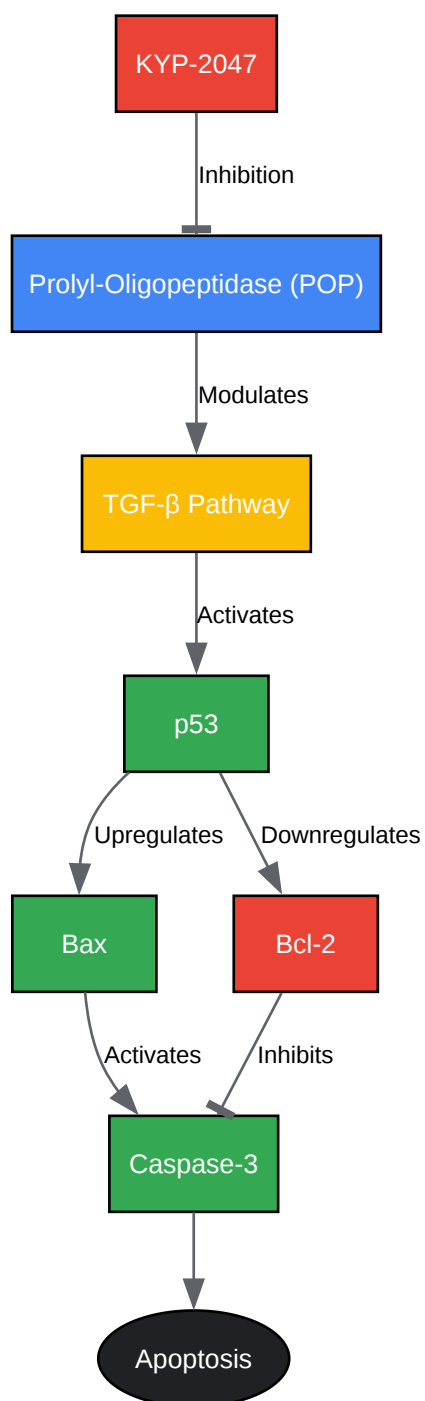 KYP-2047
Inhibition
Prolyl-Oligopeptidase (POP)
Modulates
TGF-β Pathway
Activates
p53
Upregulates
Downregulates
Bax
Bcl-2
Activates
Inhibits
Caspase-3
Apoptosis